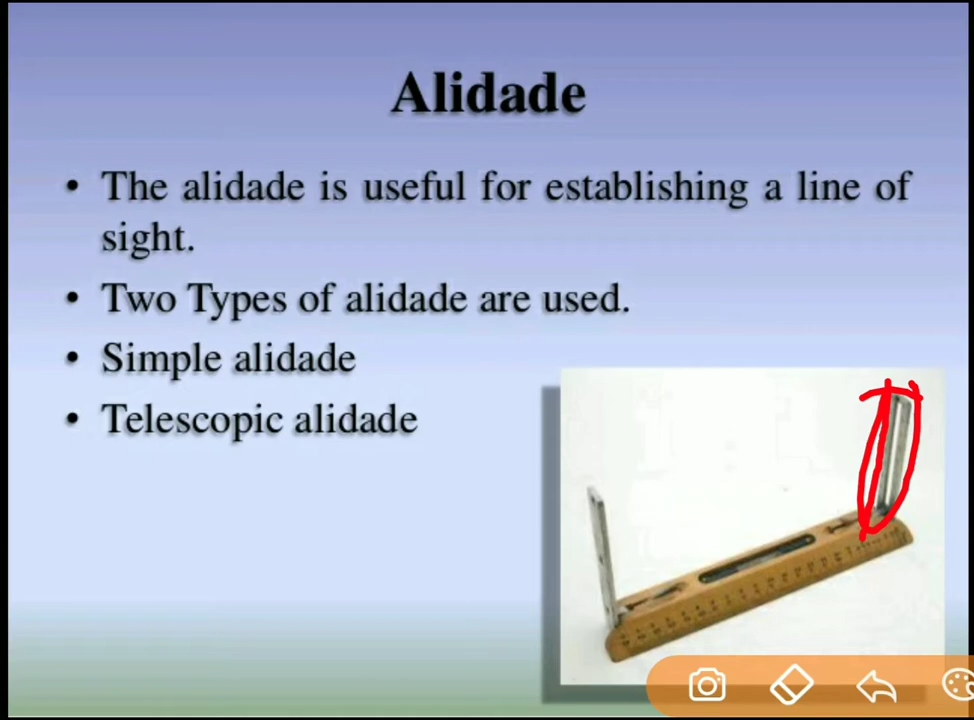 Alidade
• The alidade is useful for establishing a line of
sight.
• Two Types of alidade are used.
• Simple alidade
• Telescopic alidade